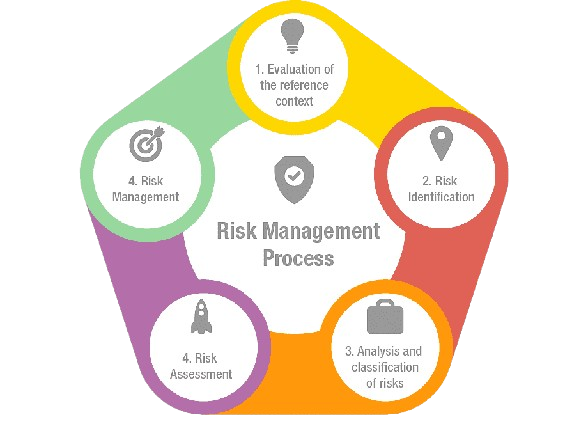 1. Evaluation of
the reference
context
2. Risk
Identification
3. Analysis and
classification
of risks
4. Risk
Assessment
4. Risk
Management
Risk Management
Process